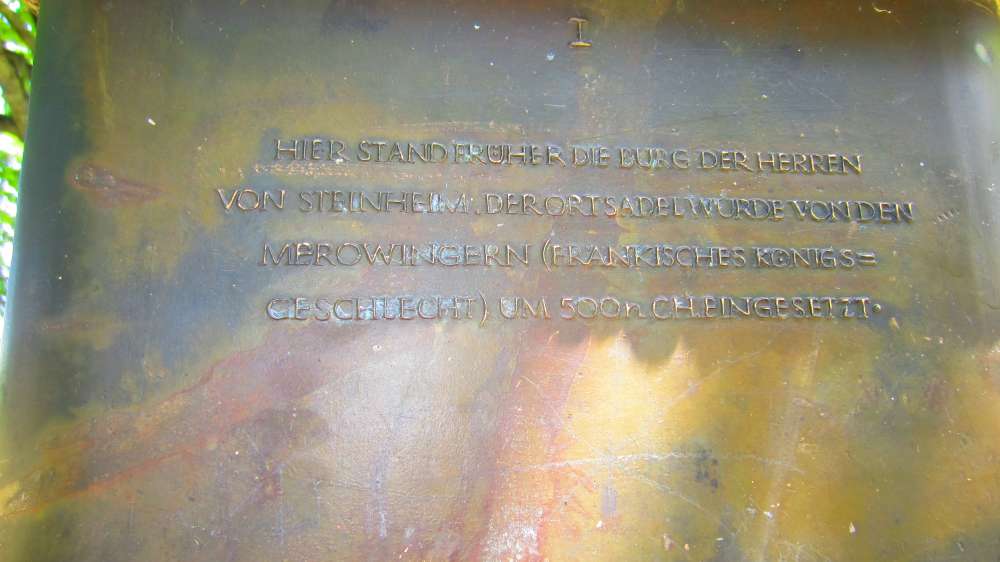 I
HIER STAND FRÜHER DIE BURG DER HERREN
VON STEINHEIM. DER ORTSADEL WURDE VON DEN
MEROWINGERN (FRÄNKISCHES KÖNIGS=
GESCHLECHT) UM 500 n. CH. EINGESETZT.